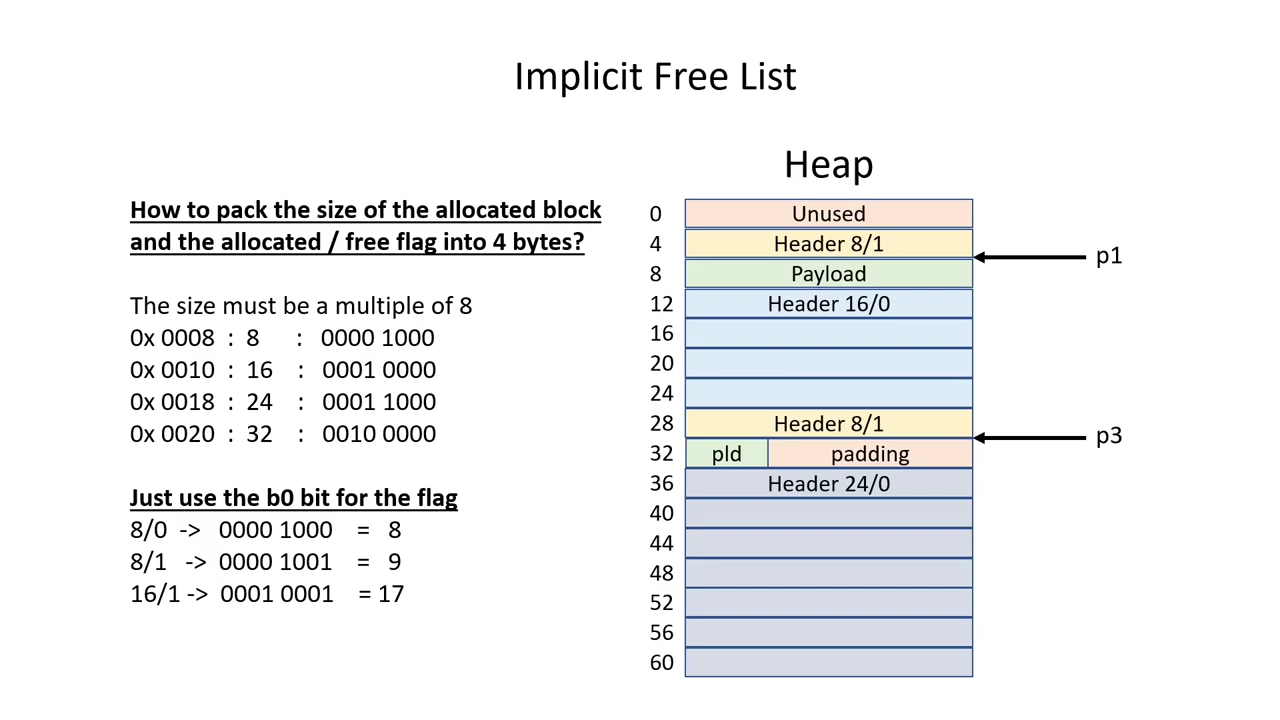 Implicit Free List
How to pack the size of the allocated block
and the allocated / free flag into 4 bytes?
The size must be a multiple of 8
0x 0008 : 8 : 0000 1000
0x 0010 : 16 : 0001 0000
0x 0018 : 24 : 0001 1000
0x 0020 : 32 : 0010 0000
Just use the b0 bit for the flag
8/0 -> 0000 1000 = 8
8/1 -> 0000 1001 = 9
16/1 -> 0001 0001 = 17
Heap
0 Unused
4 Header 8/1
p1
8 Payload
12 Header 16/0
16
20
24
28 Header 8/1
p3
32 pld padding
36 Header 24/0
40
44
48
52
56
60